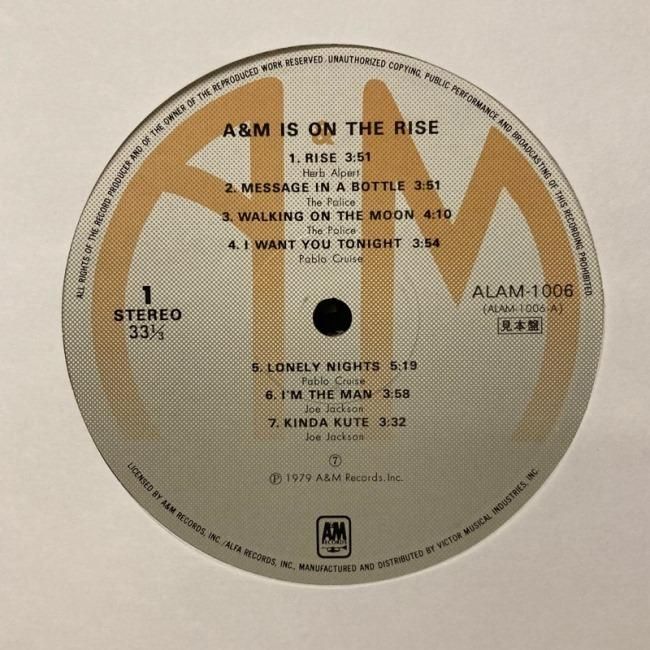 ALL RIGHTS OF THE RECORD PRODUCER AND OF THE OWNER OF THE REPRODUCED WORK RESERVED. UNAUTHORIZED COPYING, PUBLIC PERFORMANCE AND BROADCASTING OF THIS RECORDING PROHIBITED.
A&M IS ON THE RISE
1. RISE 3:51
Herb Alpert
2. MESSAGE IN A BOTTLE 3:51
The Police
3. WALKING ON THE MOON 4:10
The Police
4. I WANT YOU TONIGHT 3:54
Pablo Cruise
1
STEREO
33⅓
ALAM-1006
(ALAM-1006-A)
見本盤
5. LONELY NIGHTS 5:19
Pablo Cruise
6. I'M THE MAN 3:58
Joe Jackson
7. KINDA KUTE 3:32
Joe Jackson
⑦
Ⓟ 1979 A&M Records, Inc.
A&M
RECORDS
LICENSED BY A&M RECORDS, INC./ALFA RECORDS, INC., MANUFACTURED AND DISTRIBUTED BY VICTOR MUSICAL INDUSTRIES, INC.